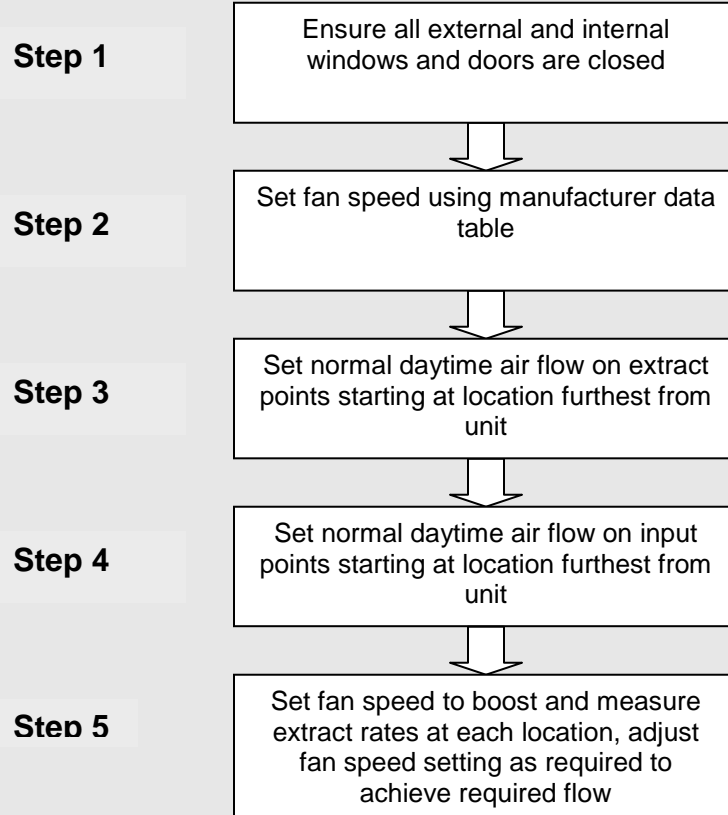 Step 1
Ensure all external and internal
windows and doors are closed
Step 2
Set fan speed using manufacturer data
table
Step 3
Set normal daytime air flow on extract
points starting at location furthest from
unit
Step 4
Set normal daytime air flow on input
points starting at location furthest from
unit
Step 5
Set fan speed to boost and measure
extract rates at each location, adjust
fan speed setting as required to
achieve required flow